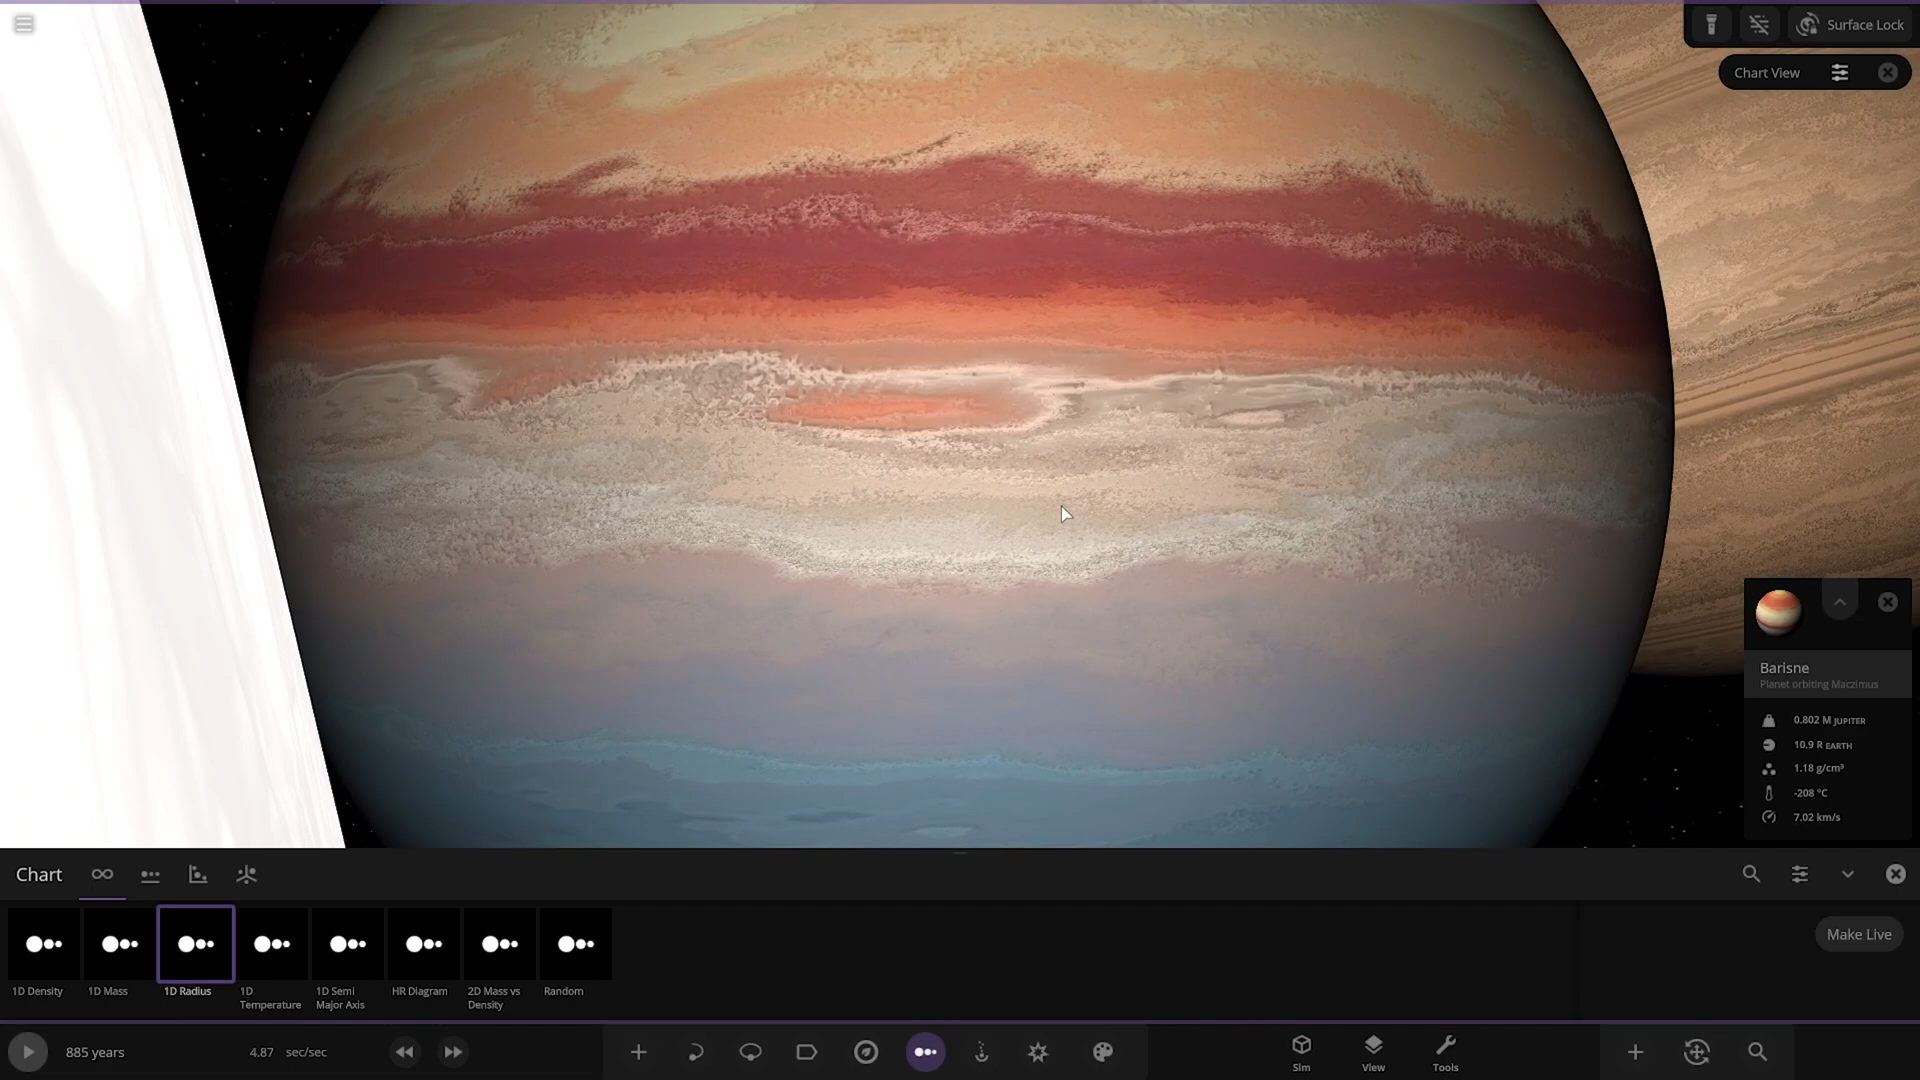 Surface Lock
Chart View
Barisne
Planet orbiting Maczimus
0.802 M JUPITER
10.9 R EARTH
1.18 g/cm³
-208 °C
7.02 km/s
Chart
Make Live
1D Density
1D Mass
1D Radius
1D
Temperature
1D Semi
Major Axis
HR Diagram
2D Mass vs
Density
Random
885 years
4.87 sec/sec
Sim
View
Tools